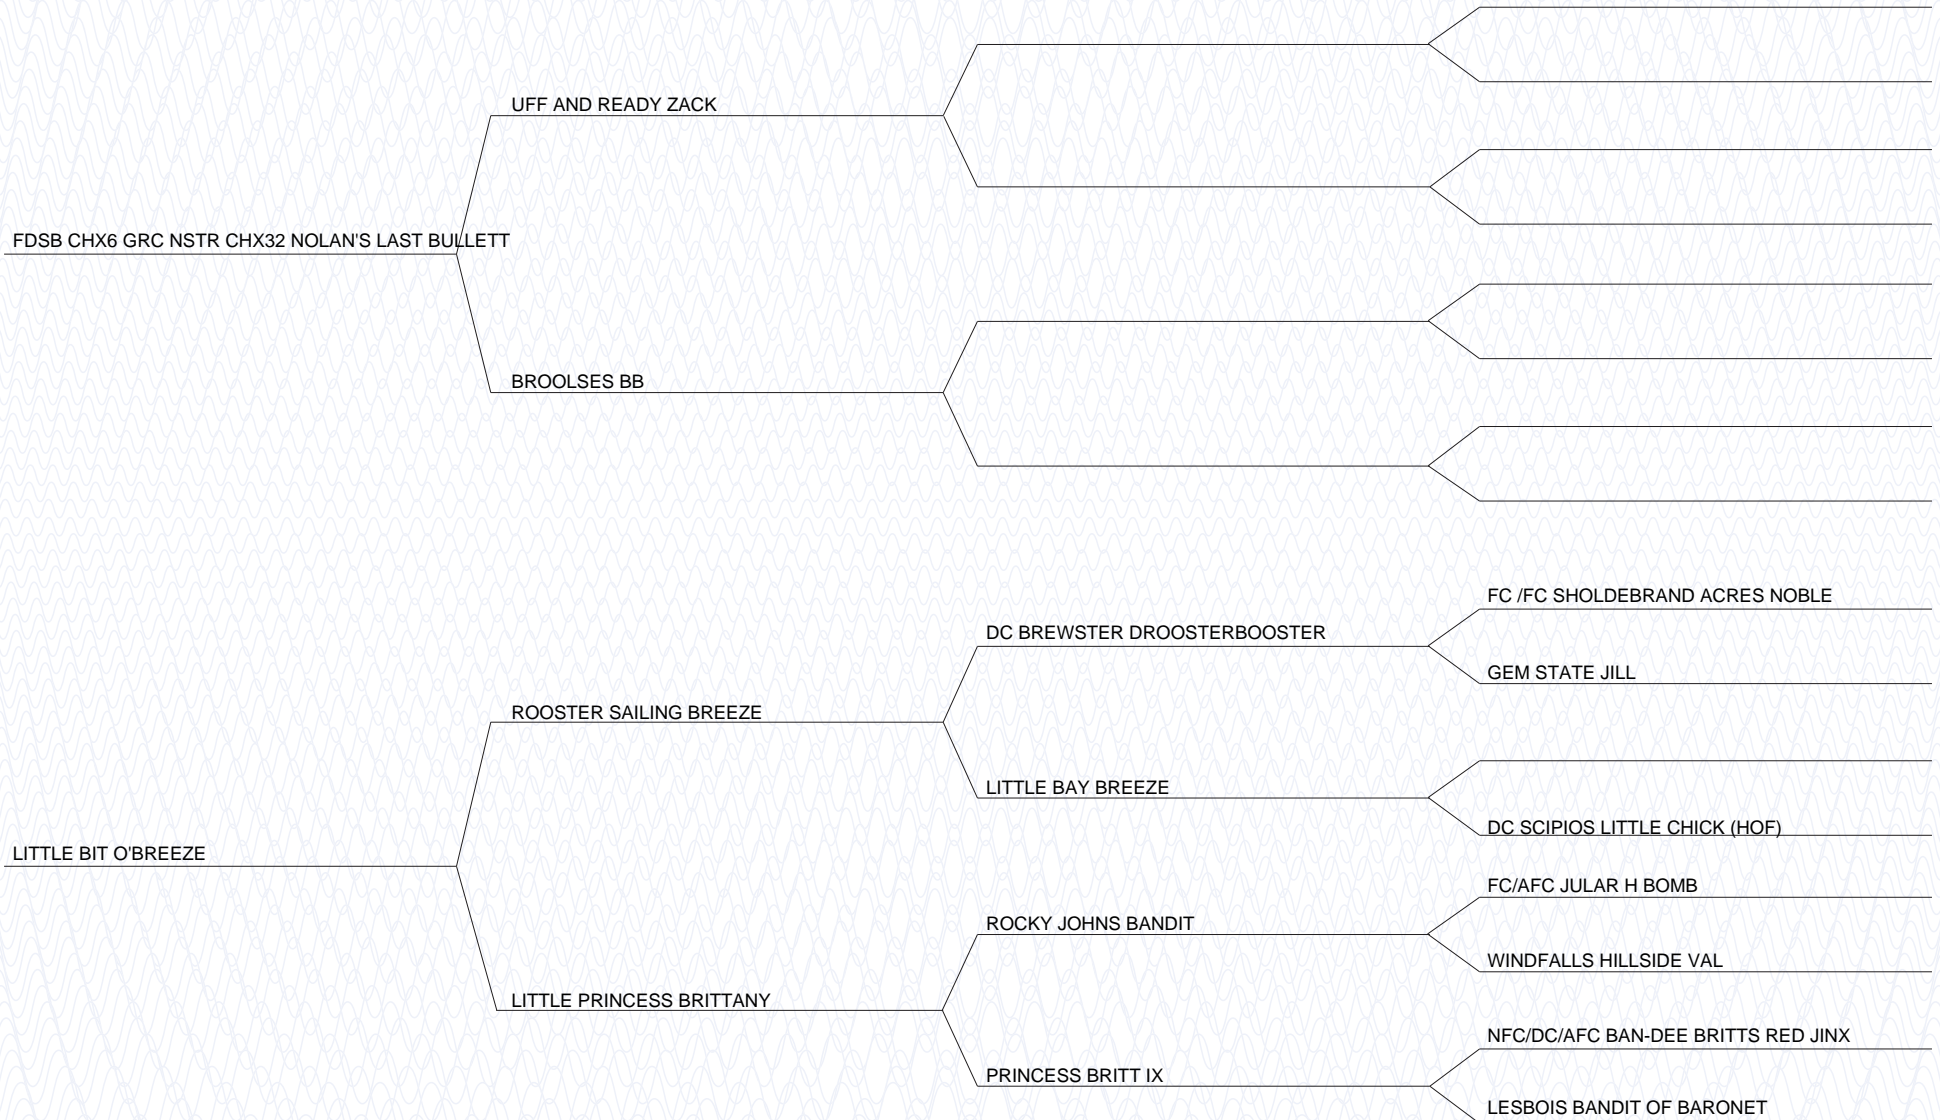 UFF AND READY ZACK
FDSB CHX6 GRC NSTR CHX32 NOLAN'S LAST BULLETT
BROOLSES BB
FC /FC SHOLDEBRAND ACRES NOBLE
DC BREWSTER DROOSTERBOOSTER
GEM STATE JILL
ROOSTER SAILING BREEZE
LITTLE BAY BREEZE
DC SCIPIOS LITTLE CHICK (HOF)
LITTLE BIT O'BREEZE
FC/AFC JULAR H BOMB
ROCKY JOHNS BANDIT
WINDFALLS HILLSIDE VAL
LITTLE PRINCESS BRITTANY
NFC/DC/AFC BAN-DEE BRITTS RED JINX
PRINCESS BRITT IX
LESBOIS BANDIT OF BARONET